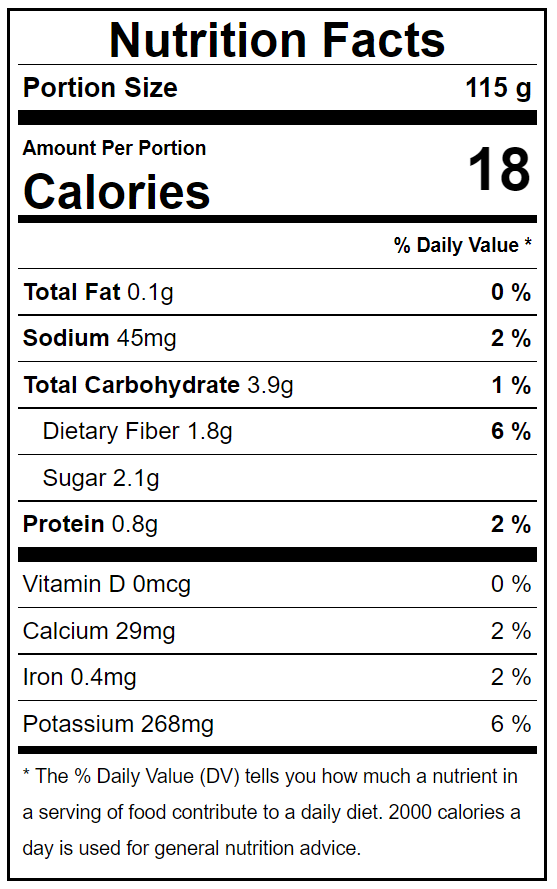 Nutrition Facts
Portion Size 115 g
Amount Per Portion
Calories 18
% Daily Value *
Total Fat 0.1g 0 %
Sodium 45mg 2 %
Total Carbohydrate 3.9g 1 %
Dietary Fiber 1.8g 6 %
Sugar 2.1g
Protein 0.8g 2 %
Vitamin D 0mcg 0 %
Calcium 29mg 2 %
Iron 0.4mg 2 %
Potassium 268mg 6 %
* The % Daily Value (DV) tells you how much a nutrient in
a serving of food contribute to a daily diet. 2000 calories a
day is used for general nutrition advice.